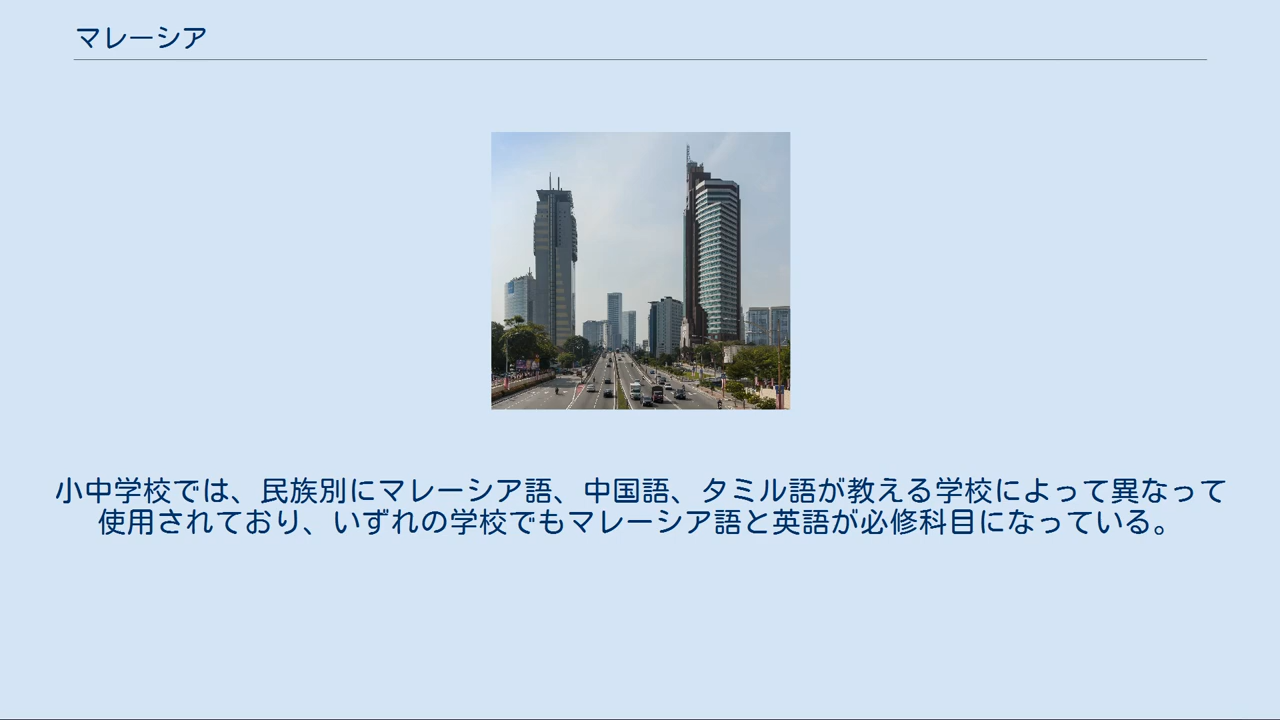 マレーシア
小中学校では、民族別にマレーシア語、中国語、タミル語が教える学校によって異なって
使用されており、いずれの学校でもマレーシア語と英語が必修科目になっている。